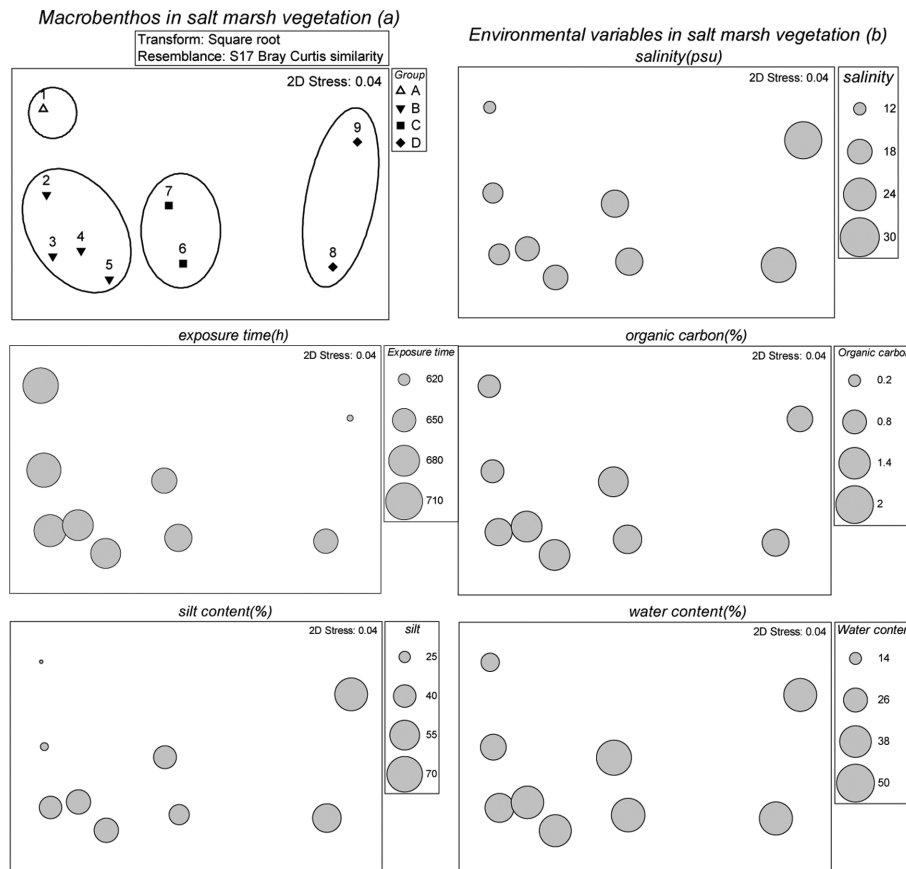 Macrobenthos in salt marsh vegetation (a)
Transform: Square root
Resemblance: S17 Bray Curtis similarity
2D Stress: 0.04
Group
A
B
C
D
1
2
3
4
5
7
6
9
8
Environmental variables in salt marsh vegetation (b)
salinity(psu)
2D Stress: 0.04
salinity
12
18
24
30
exposure time(h)
2D Stress: 0.04
Exposure time
620
650
680
710
organic carbon(%)
2D Stress: 0.04
Organic carbon
0.2
0.8
1.4
2
silt content(%)
2D Stress: 0.04
silt
25
40
55
70
water content(%)
2D Stress: 0.04
Water conten
14
26
38
50